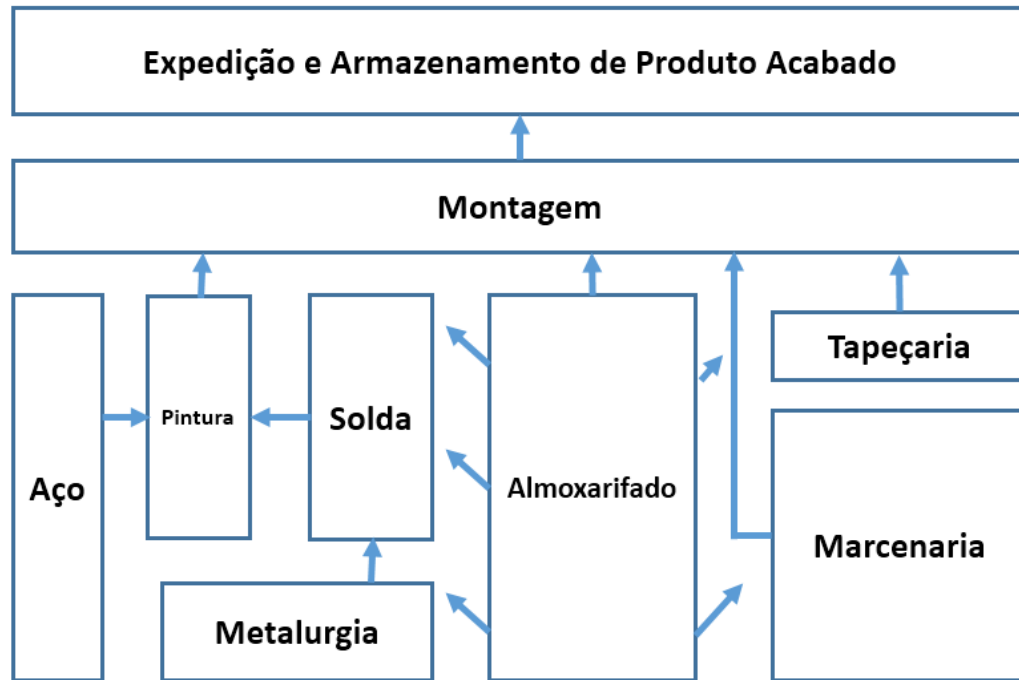 Expedição e Armazenamento de Produto Acabado
Montagem
Tapeçaria
Pintura
Solda
Aço
Almoxarifado
Marcenaria
Metalurgia